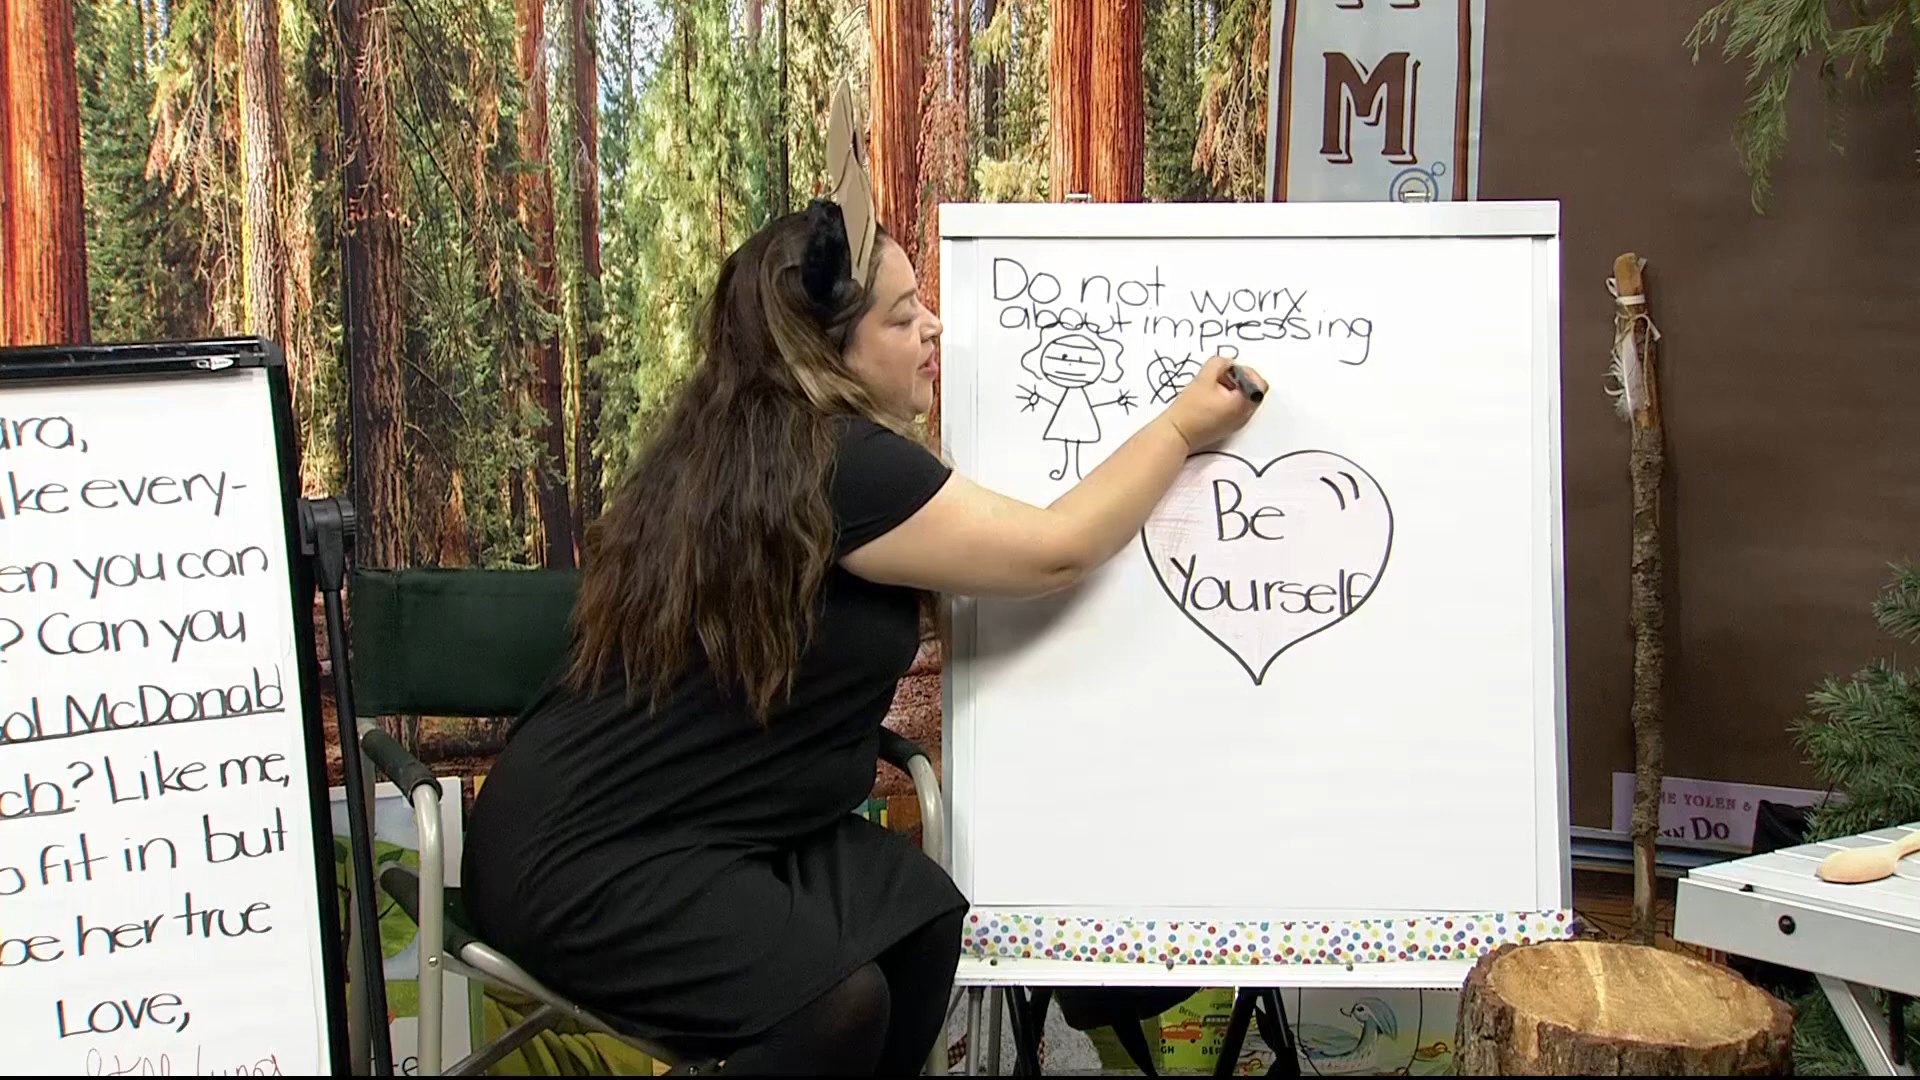 ara,
ke every-
en you can
? Can you
ol McDonald
ch? Like me,
o fit in but
be her true
Love,
M
Do not worry
about impressing
Be
Yourself
YOLEN &
Do